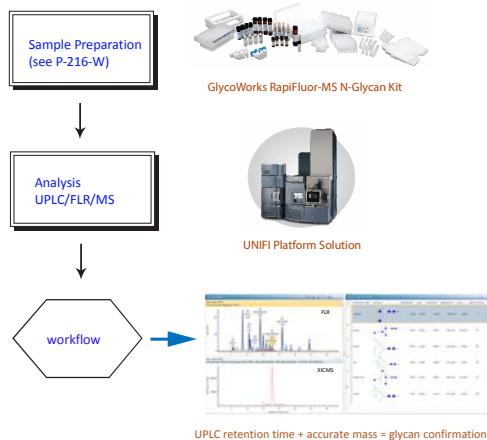 Sample Preparation
(see P-216-W)
GlycoWorks RapiFluor-MS N-Glycan Kit
Analysis
UPLC/FLR/MS
UNIFI Platform Solution
workflow
FLR
XICMS
UPLC retention time + accurate mass = glycan confirmation